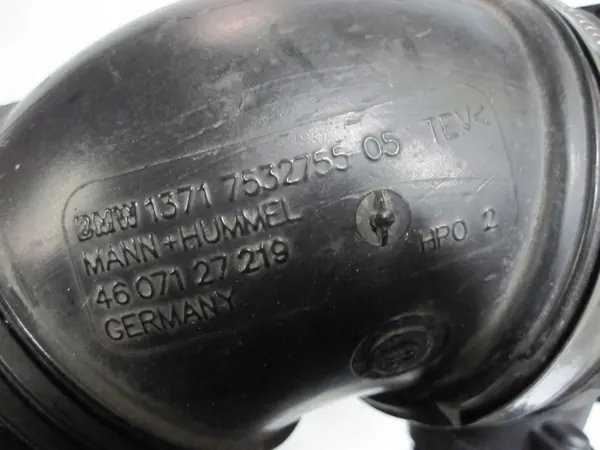 BMW 1371 7532755-05 TEV<
MANN+HUMMEL
46 071 27 219
GERMANY
HPO 2